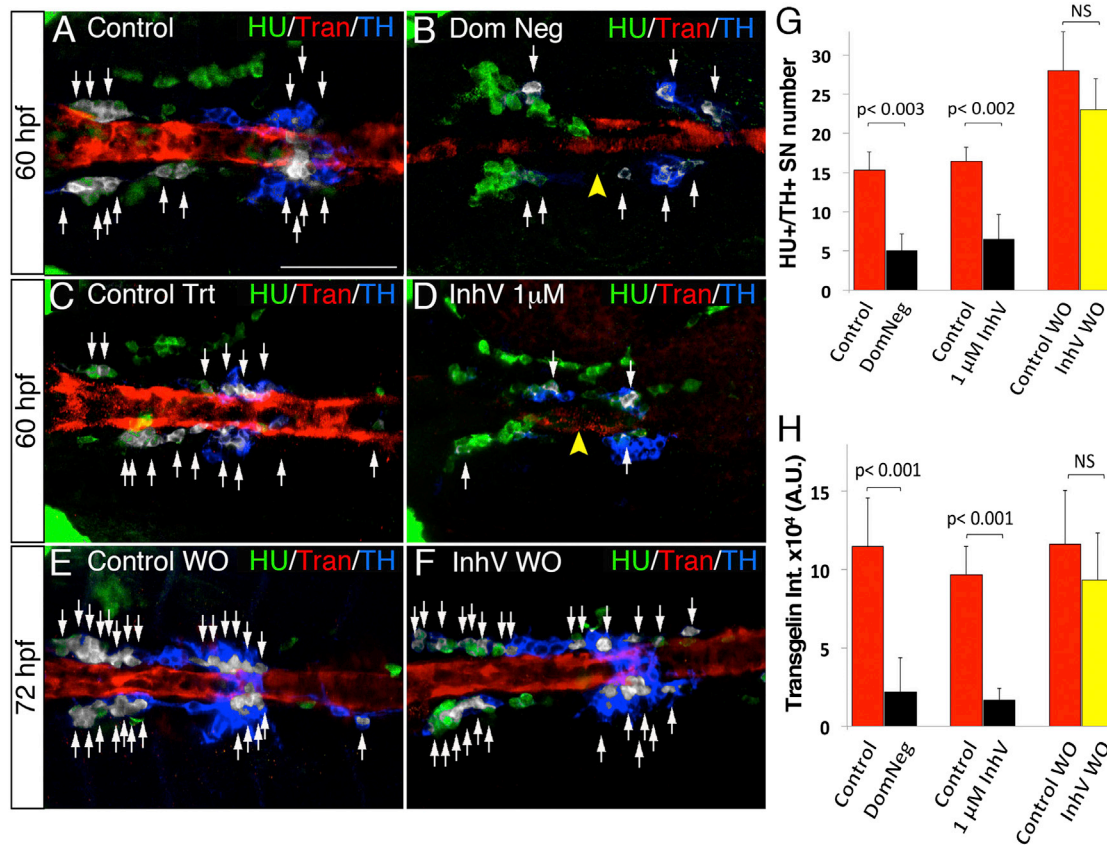 A Control HU/Tran/TH
B Dom Neg HU/Tran/TH
60 hpf
C Control Trt HU/Tran/TH
D InhV 1µM HU/Tran/TH
60 hpf
E Control WO HU/Tran/TH
F InhV WO HU/Tran/TH
72 hpf
G
HU+/TH+ SN number
30
25
20
15
10
5
0
p< 0.003
p< 0.002
NS
Control
DomNeg
Control
1 µM InhV
Control WO
InhV WO
H
Transgelin Int. x10⁴ (A.U.)
15
10
5
0
p< 0.001
p< 0.001
NS
Control
DomNeg
Control
1 µM InhV
Control WO
InhV WO